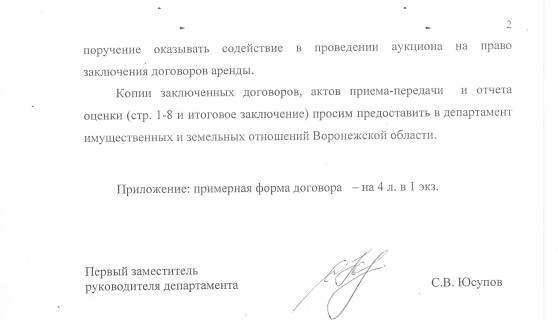 2
поручение оказывать содействие в проведении аукциона на право
заключения договоров аренды.
Копии заключенных договоров, актов приема-передачи и отчета
оценки (стр. 1-8 и итоговое заключение) просим предоставить в департамент
имущественных и земельных отношений Воронежской области.
Приложение: примерная форма договора – на 4 л. в 1 экз.
Первый заместитель
руководителя департамента
С.В. Юсупов